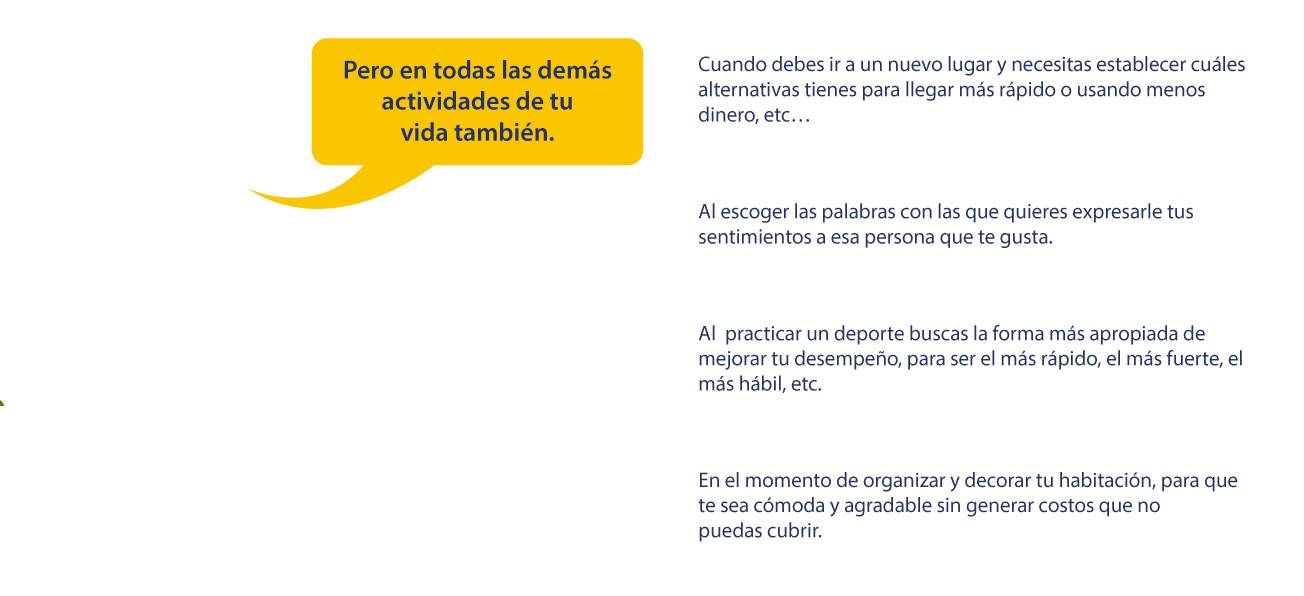 Pero en todas las demás
actividades de tu
vida también.
Cuando debes ir a un nuevo lugar y necesitas establecer cuáles
alternativas tienes para llegar más rápido o usando menos
dinero, etc…
Al escoger las palabras con las que quieres expresarle tus
sentimientos a esa persona que te gusta.
Al  practicar un deporte buscas la forma más apropiada de
mejorar tu desempeño, para ser el más rápido, el más fuerte, el
más hábil, etc.
En el momento de organizar y decorar tu habitación, para que
te sea cómoda y agradable sin generar costos que no
puedas cubrir.